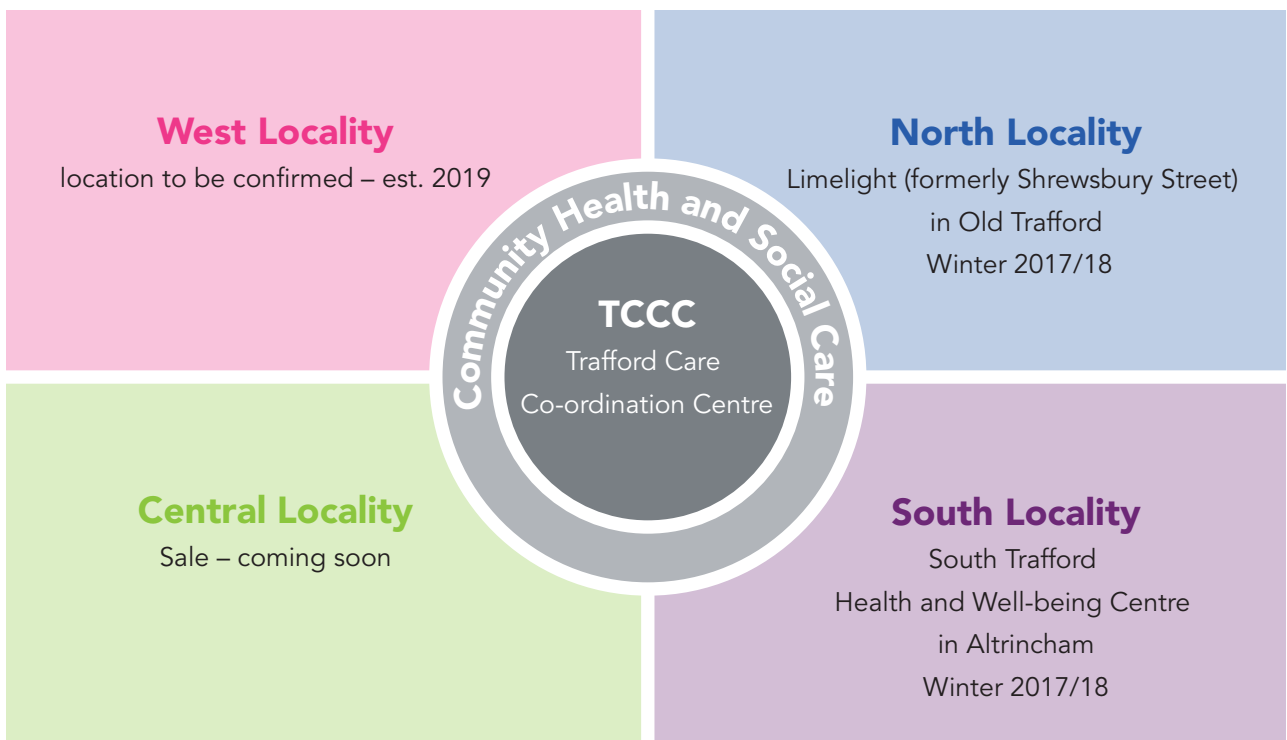 West Locality
location to be confirmed – est. 2019
North Locality
Limelight (formerly Shrewsbury Street)
in Old Trafford
Winter 2017/18
Community Health and Social Care
TCCC
Trafford Care
Co-ordination Centre
Central Locality
Sale – coming soon
South Locality
South Trafford
Health and Well-being Centre
in Altrincham
Winter 2017/18